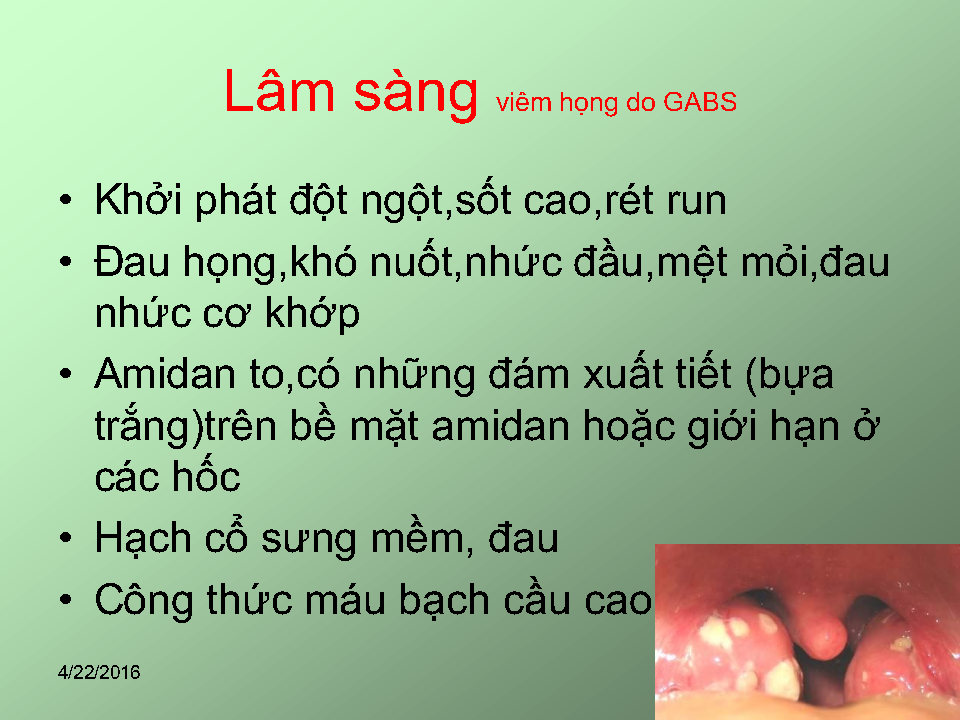 Lâm sàng viêm họng do GABS
• Khởi phát đột ngột,sốt cao,rét run
• Đau họng,khó nuốt,nhức đầu,mệt mỏi,đau
nhức cơ khớp
• Amidan to,có những đám xuất tiết (bựa
trắng)trên bề mặt amidan hoặc giới hạn ở
các hốc
• Hạch cổ sưng mềm, đau
• Công thức máu bạch cầu cao
4/22/2016